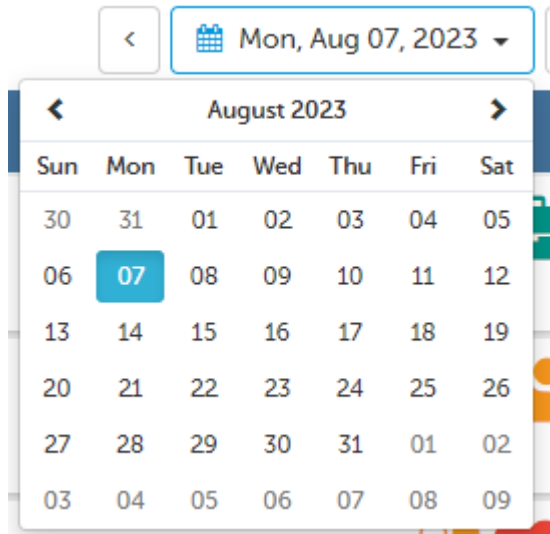 Mon, Aug 07, 2023
August 2023
Sun Mon Tue Wed Thu Fri Sat
30 31 01 02 03 04 05
06 07 08 09 10 11 12
13 14 15 16 17 18 19
20 21 22 23 24 25 26
27 28 29 30 31 01 02
03 04 05 06 07 08 09